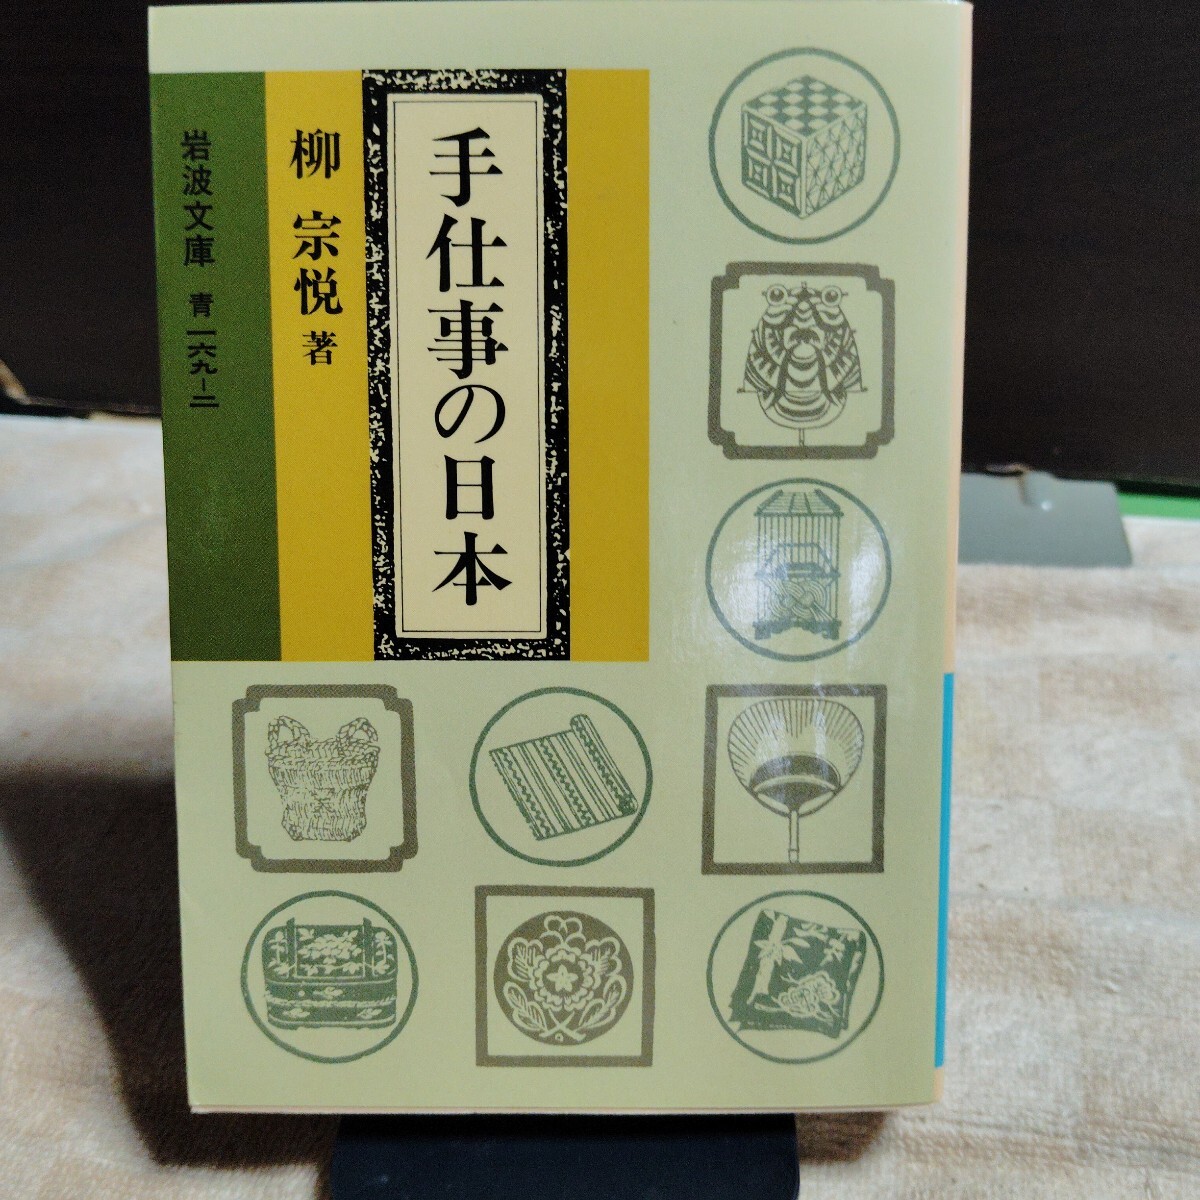 手仕事の日本
柳 宗悦 著
岩波文庫 青一六九-二